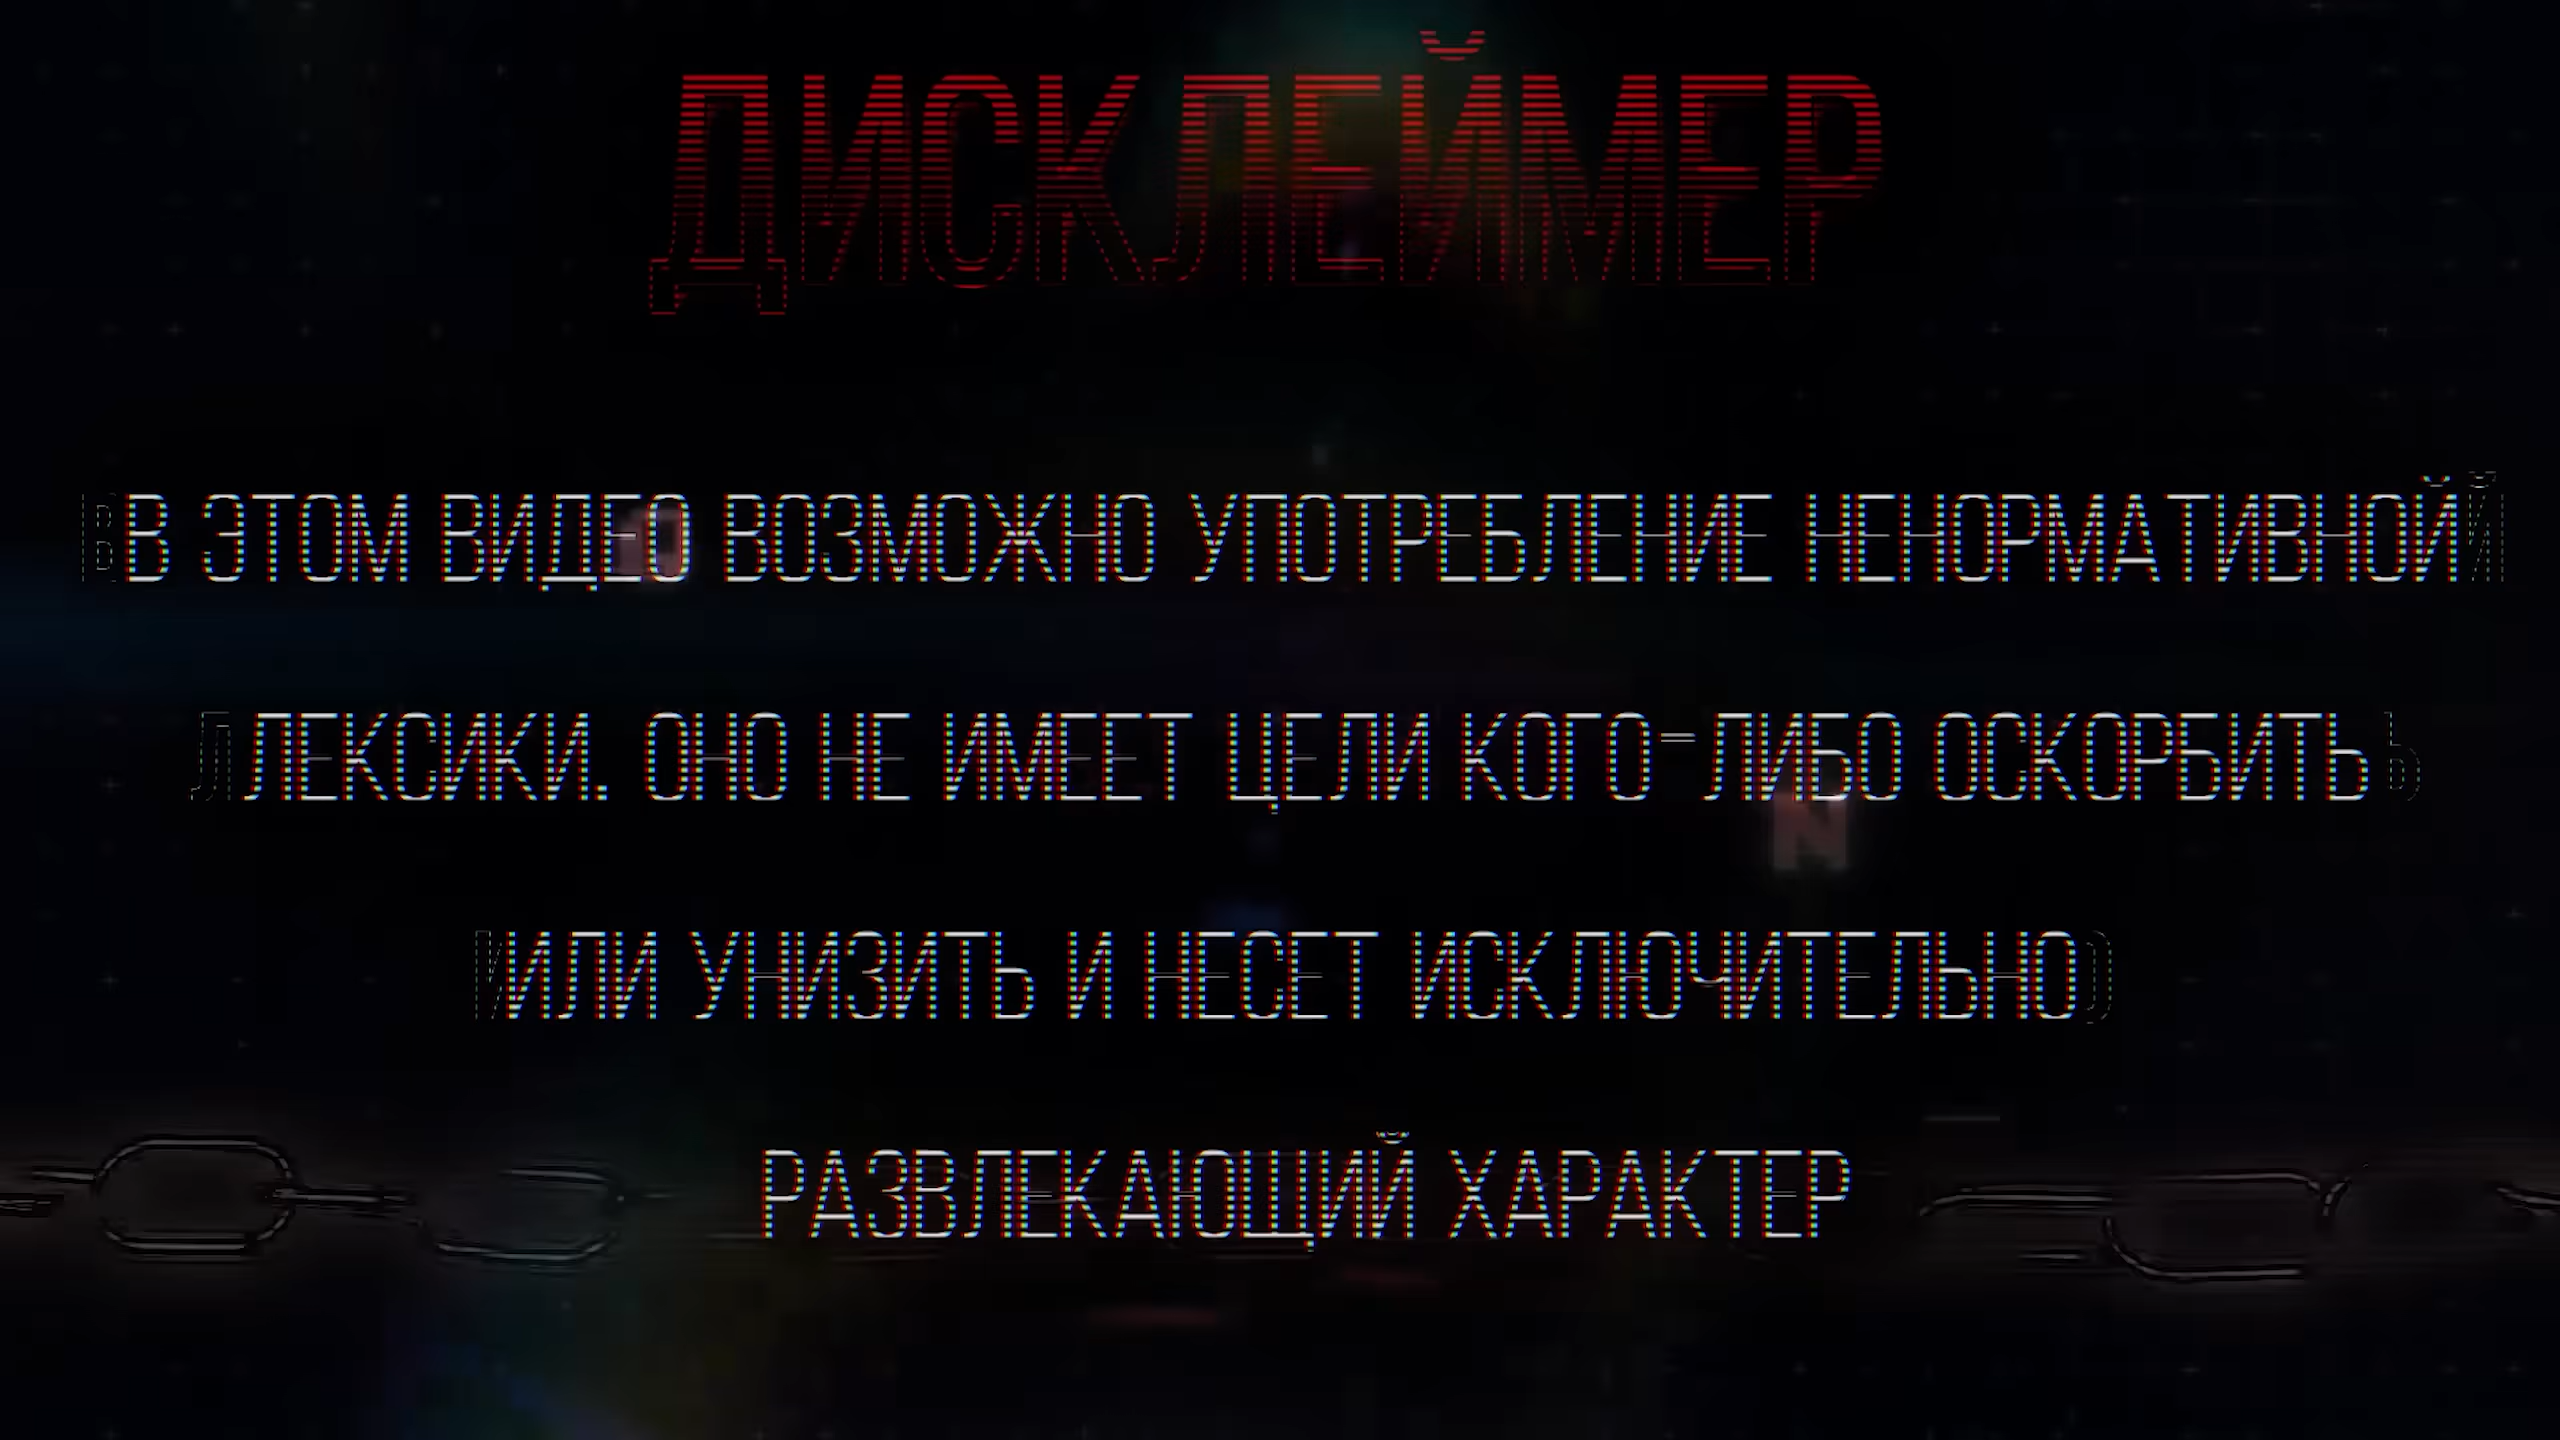 ДИСКЛЕЙМЕР
В ЭТОМ ВИДЕО ВОЗМОЖНО УПОТРЕБЛЕНИЕ НЕНОРМАТИВНОЙ
ЛЕКСИКИ. ОНО НЕ ИМЕЕТ ЦЕЛИ КОГО-ЛИБО ОСКОРБИТЬ
ИЛИ УНИЗИТЬ И НЕСЕТ ИСКЛЮЧИТЕЛЬНО
РАЗВЛЕКАЮЩИЙ ХАРАКТЕР